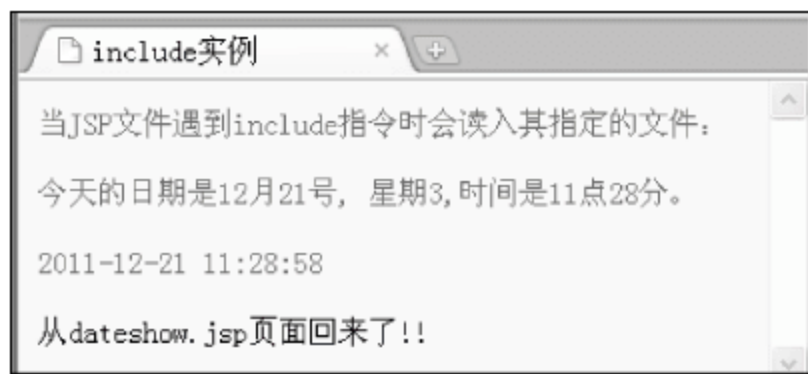 include实例
当JSP文件遇到include指令时会读入其指定的文件：
今天的日期是12月21号, 星期3,时间是11点28分。
2011-12-21 11:28:58
从dateshow.jsp页面回来了!!